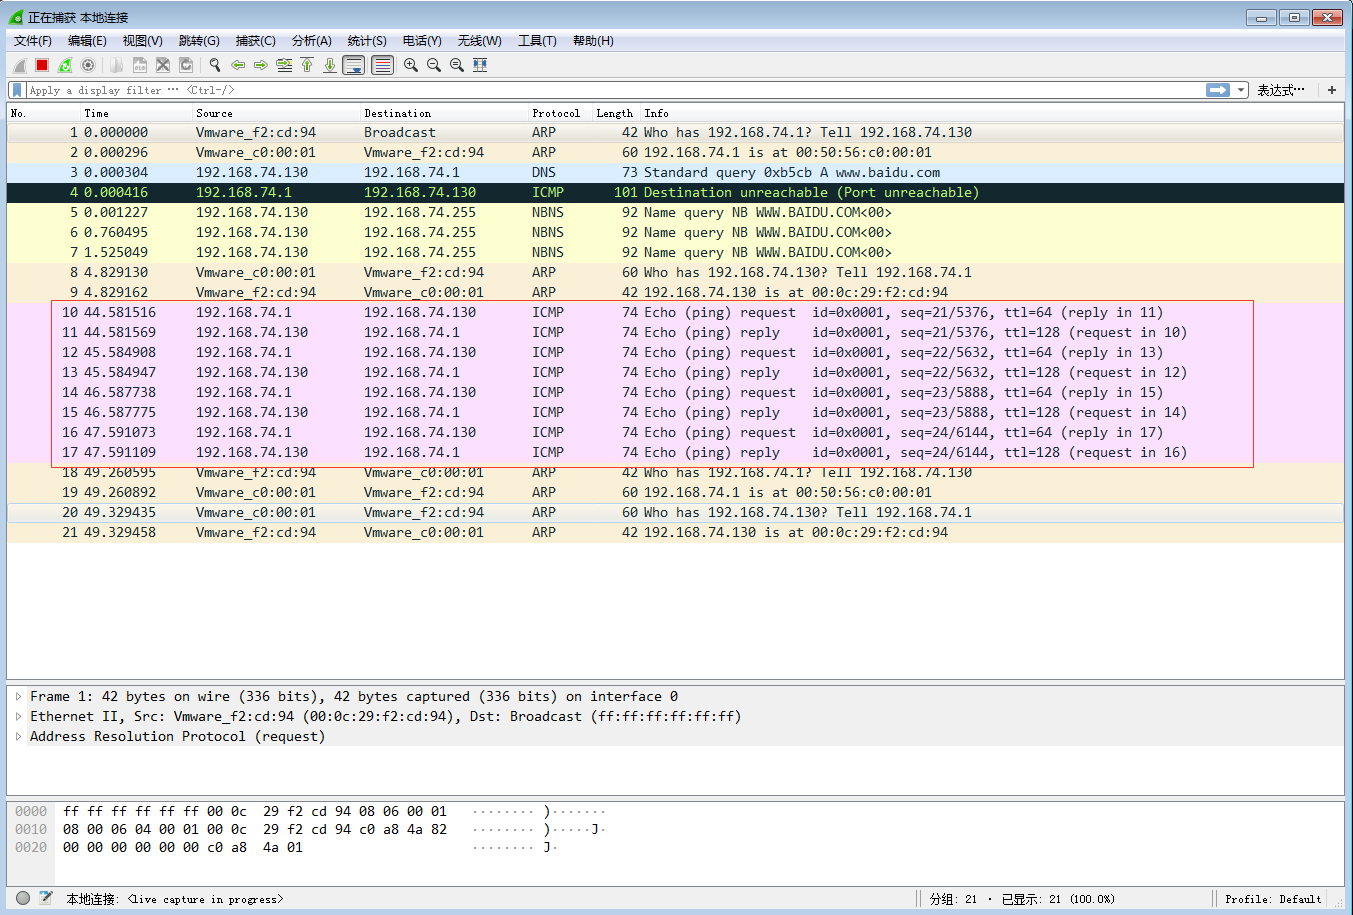 正在捕获 本地连接
文件(F) 编辑(E) 视图(V) 跳转(G) 捕获(C) 分析(A) 统计(S) 电话(Y) 无线(W) 工具(T) 帮助(H)
Apply a display filter ··· <Ctrl-/> 表达式··· +
No. Time Source Destination Protocol Length Info
1 0.000000 Vmware_f2:cd:94 Broadcast ARP 42 Who has 192.168.74.1? Tell 192.168.74.130
2 0.000296 Vmware_c0:00:01 Vmware_f2:cd:94 ARP 60 192.168.74.1 is at 00:50:56:c0:00:01
3 0.000304 192.168.74.130 192.168.74.1 DNS 73 Standard query 0xb5cb A www.baidu.com
4 0.000416 192.168.74.1 192.168.74.130 ICMP 101 Destination unreachable (Port unreachable)
5 0.001227 192.168.74.130 192.168.74.255 NBNS 92 Name query NB WWW.BAIDU.COM<00>
6 0.760495 192.168.74.130 192.168.74.255 NBNS 92 Name query NB WWW.BAIDU.COM<00>
7 1.525049 192.168.74.130 192.168.74.255 NBNS 92 Name query NB WWW.BAIDU.COM<00>
8 4.829130 Vmware_c0:00:01 Vmware_f2:cd:94 ARP 60 Who has 192.168.74.130? Tell 192.168.74.1
9 4.829162 Vmware_f2:cd:94 Vmware_c0:00:01 ARP 42 192.168.74.130 is at 00:0c:29:f2:cd:94
10 44.581516 192.168.74.1 192.168.74.130 ICMP 74 Echo (ping) request id=0x0001, seq=21/5376, ttl=64 (reply in 11)
11 44.581569 192.168.74.130 192.168.74.1 ICMP 74 Echo (ping) reply id=0x0001, seq=21/5376, ttl=128 (request in 10)
12 45.584908 192.168.74.1 192.168.74.130 ICMP 74 Echo (ping) request id=0x0001, seq=22/5632, ttl=64 (reply in 13)
13 45.584947 192.168.74.130 192.168.74.1 ICMP 74 Echo (ping) reply id=0x0001, seq=22/5632, ttl=128 (request in 12)
14 46.587738 192.168.74.1 192.168.74.130 ICMP 74 Echo (ping) request id=0x0001, seq=23/5888, ttl=64 (reply in 15)
15 46.587775 192.168.74.130 192.168.74.1 ICMP 74 Echo (ping) reply id=0x0001, seq=23/5888, ttl=128 (request in 14)
16 47.591073 192.168.74.1 192.168.74.130 ICMP 74 Echo (ping) request id=0x0001, seq=24/6144, ttl=64 (reply in 17)
17 47.591109 192.168.74.130 192.168.74.1 ICMP 74 Echo (ping) reply id=0x0001, seq=24/6144, ttl=128 (request in 16)
18 49.260595 Vmware_f2:cd:94 Vmware_c0:00:01 ARP 42 Who has 192.168.74.1? Tell 192.168.74.130
19 49.260892 Vmware_c0:00:01 Vmware_f2:cd:94 ARP 60 192.168.74.1 is at 00:50:56:c0:00:01
20 49.329435 Vmware_c0:00:01 Vmware_f2:cd:94 ARP 60 Who has 192.168.74.130? Tell 192.168.74.1
21 49.329458 Vmware_f2:cd:94 Vmware_c0:00:01 ARP 42 192.168.74.130 is at 00:0c:29:f2:cd:94
Frame 1: 42 bytes on wire (336 bits), 42 bytes captured (336 bits) on interface 0
Ethernet II, Src: Vmware_f2:cd:94 (00:0c:29:f2:cd:94), Dst: Broadcast (ff:ff:ff:ff:ff:ff)
Address Resolution Protocol (request)
0000 ff ff ff ff ff ff 00 0c 29 f2 cd 94 08 06 00 01 ········ )·······
0010 08 00 06 04 00 01 00 0c 29 f2 cd 94 c0 a8 4a 82 ········ )·····J·
0020 00 00 00 00 00 00 c0 a8 4a 01 ········ J·
本地连接: <live capture in progress> 分组: 21 · 已显示: 21 (100.0%) Profile: Default